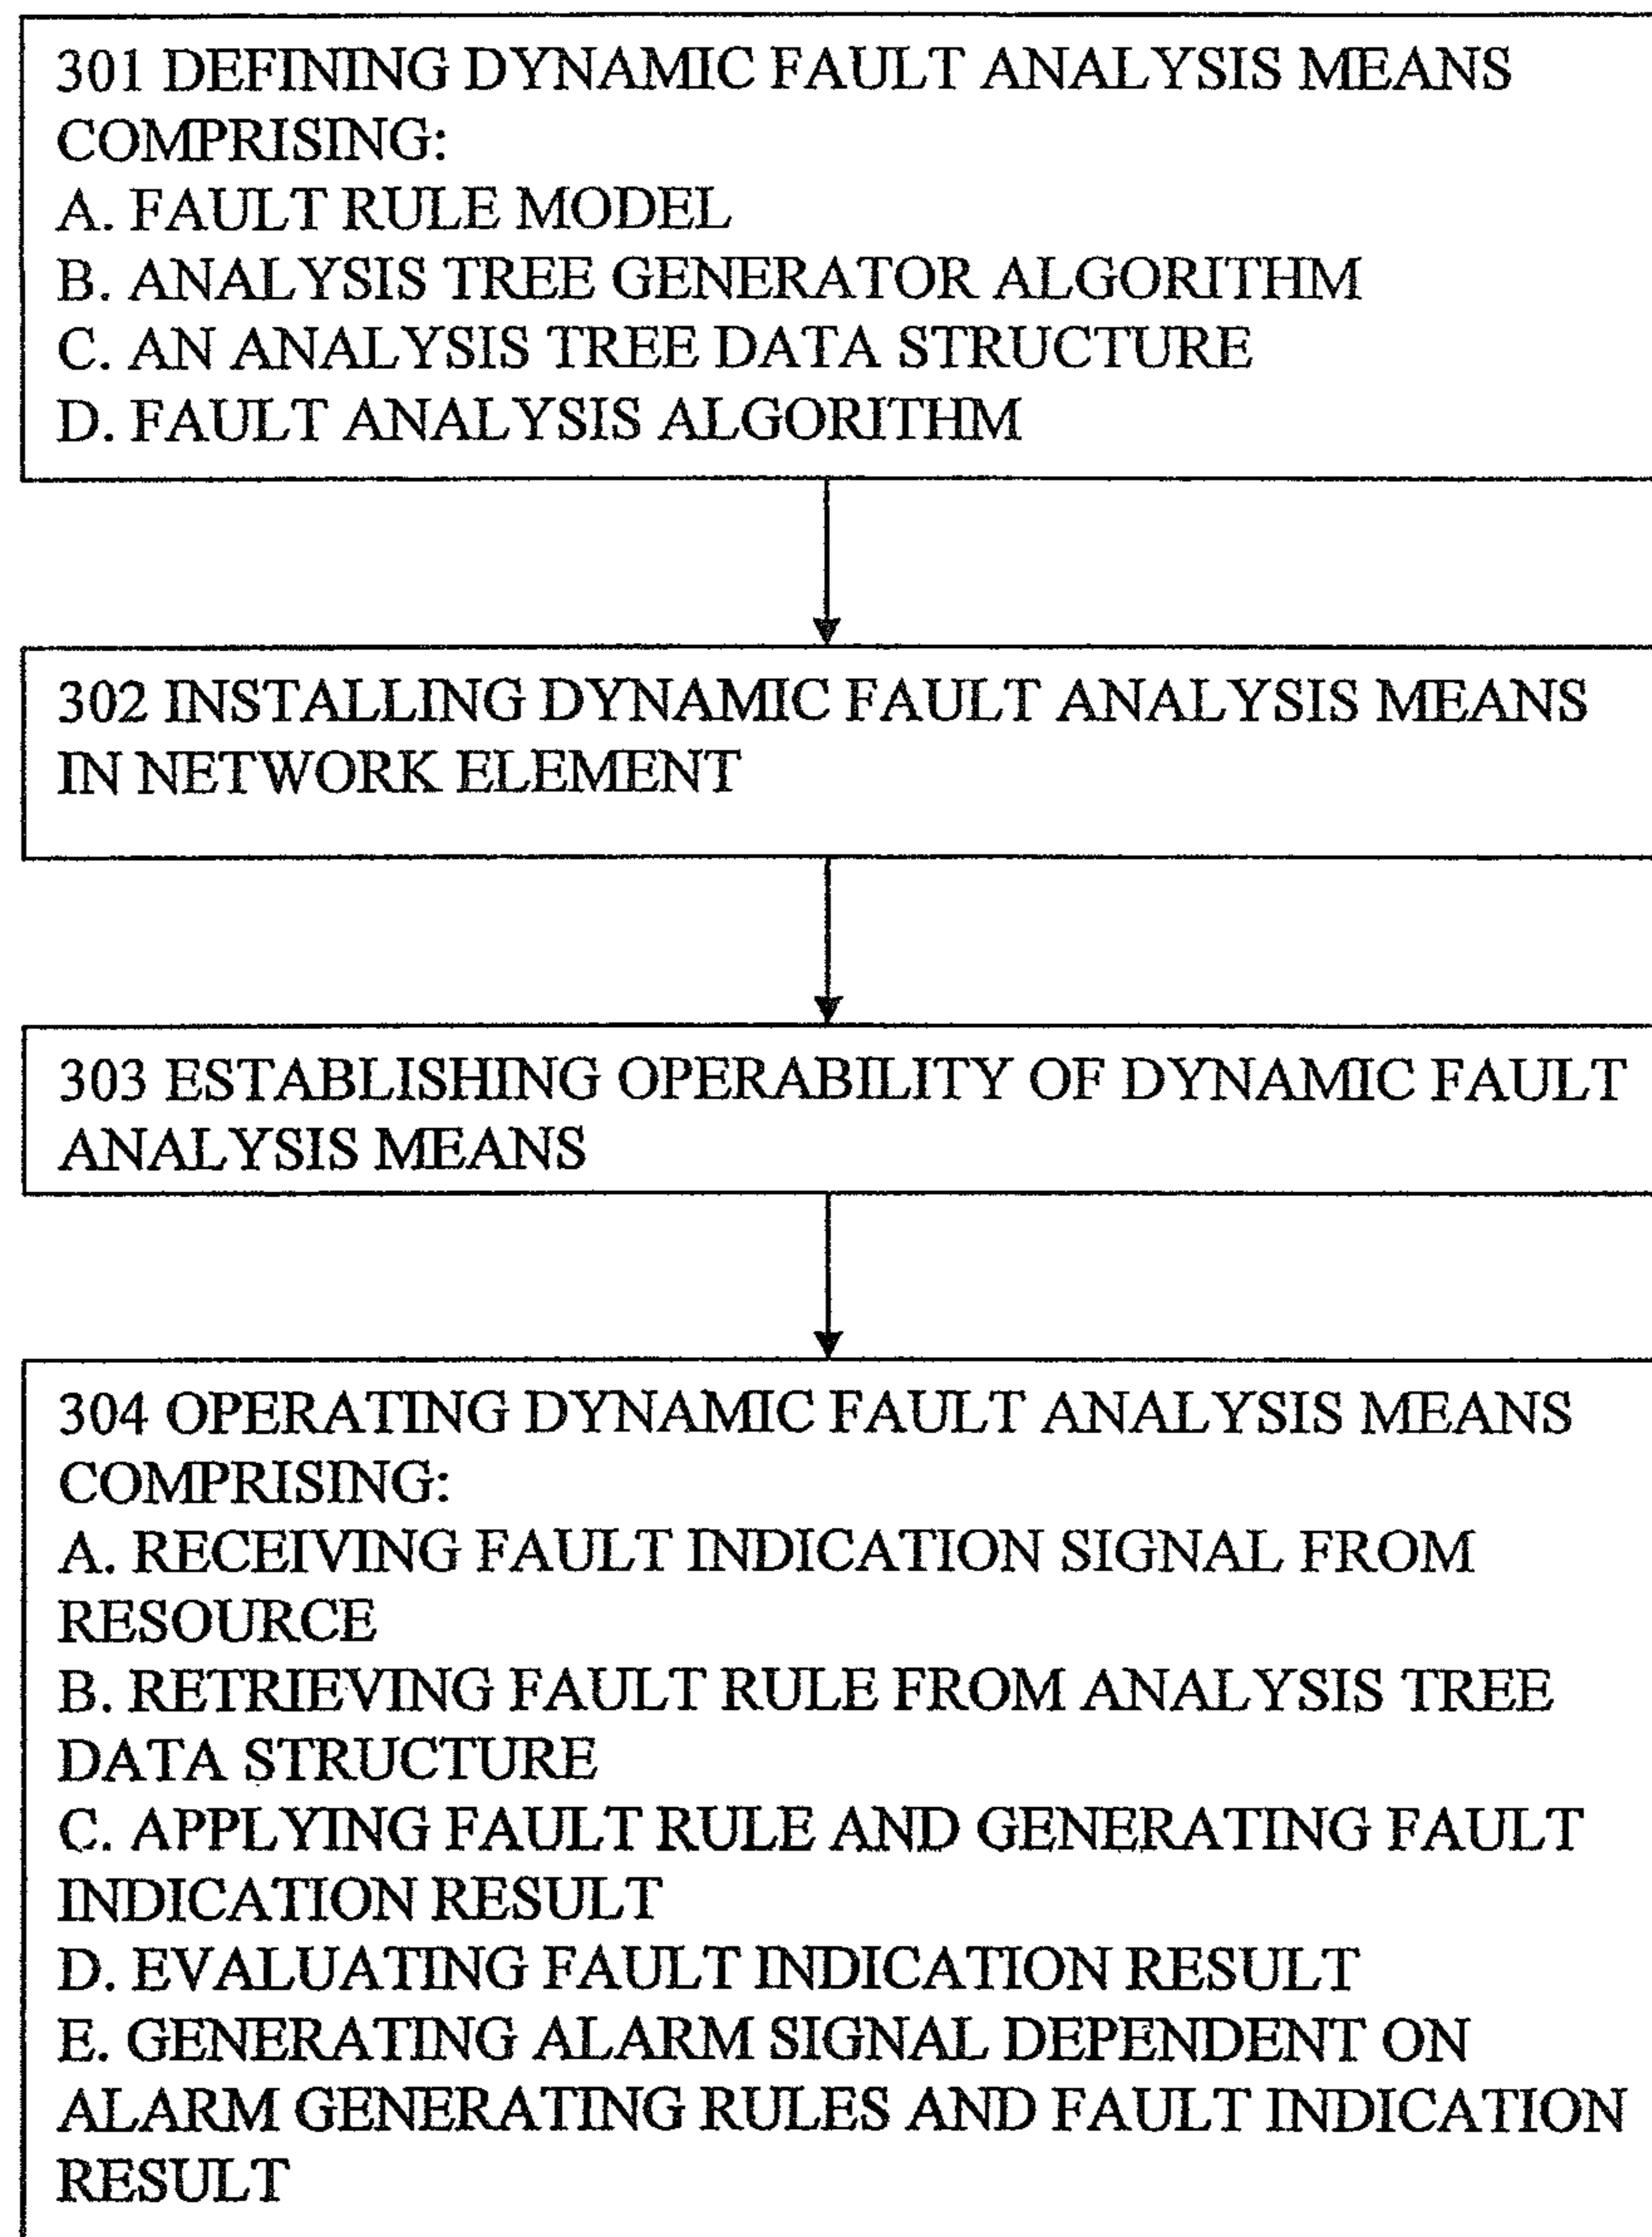 301 DEFINING DYNAMIC FAULT ANALYSIS MEANS
COMPRISING:
A. FAULT RULE MODEL
B. ANALYSIS TREE GENERATOR ALGORITHM
C. AN ANALYSIS TREE DATA STRUCTURE
D. FAULT ANALYSIS ALGORITHM
302 INSTALLING DYNAMIC FAULT ANALYSIS MEANS
IN NETWORK ELEMENT
303 ESTABLISHING OPERABILITY OF DYNAMIC FAULT
ANALYSIS MEANS
304 OPERATING DYNAMIC FAULT ANALYSIS MEANS
COMPRISING:
A. RECEIVING FAULT INDICATION SIGNAL FROM
RESOURCE
B. RETRIEVING FAULT RULE FROM ANALYSIS TREE
DATA STRUCTURE
C. APPLYING FAULT RULE AND GENERATING FAULT
INDICATION RESULT
D. EVALUATING FAULT INDICATION RESULT
E. GENERATING ALARM SIGNAL DEPENDENT ON
ALARM GENERATING RULES AND FAULT INDICATION
RESULT